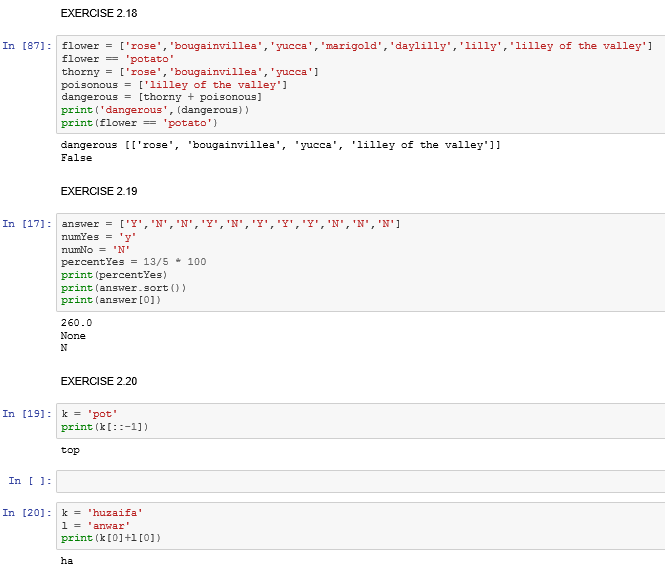 EXERCISE 2.18
In [87]: flower = ['rose','bougainvillea','yucca','marigold','daylilly','lilly','lilley of the valley']
flower == 'potato'
thorny = ['rose','bougainvillea','yucca']
poisonous = ['lilley of the valley']
dangerous = [thorny + poisonous]
print('dangerous',(dangerous))
print(flower == 'potato')
dangerous [['rose', 'bougainvillea', 'yucca', 'lilley of the valley']]
False
EXERCISE 2.19
In [17]: answer = ['Y','N','N','Y','N','Y','Y','Y','N','N','N']
numYes = 'y'
numNo = 'N'
percentYes = 13/5 * 100
print(percentYes)
print(answer.sort())
print(answer[0])
260.0
None
N
EXERCISE 2.20
In [19]: k = 'pot'
print(k[::-1])
top
In [ ]:
In [20]: k = 'huzaifa'
l = 'anwar'
print(k[0]+l[0])
ha